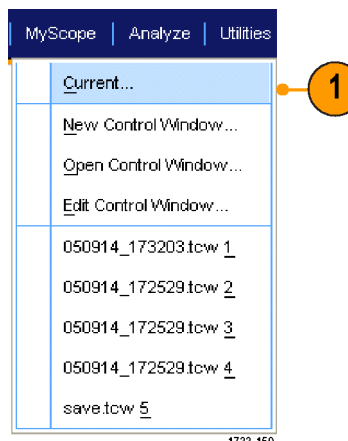 MyScope | Analyze | Utilities
Current...
1
New Control Window...
Open Control Window...
Edit Control Window...
050914_173203.tcw 1
050914_172529.tcw 2
050914_172529.tcw 3
050914_172529.tcw 4
save.tcw 5